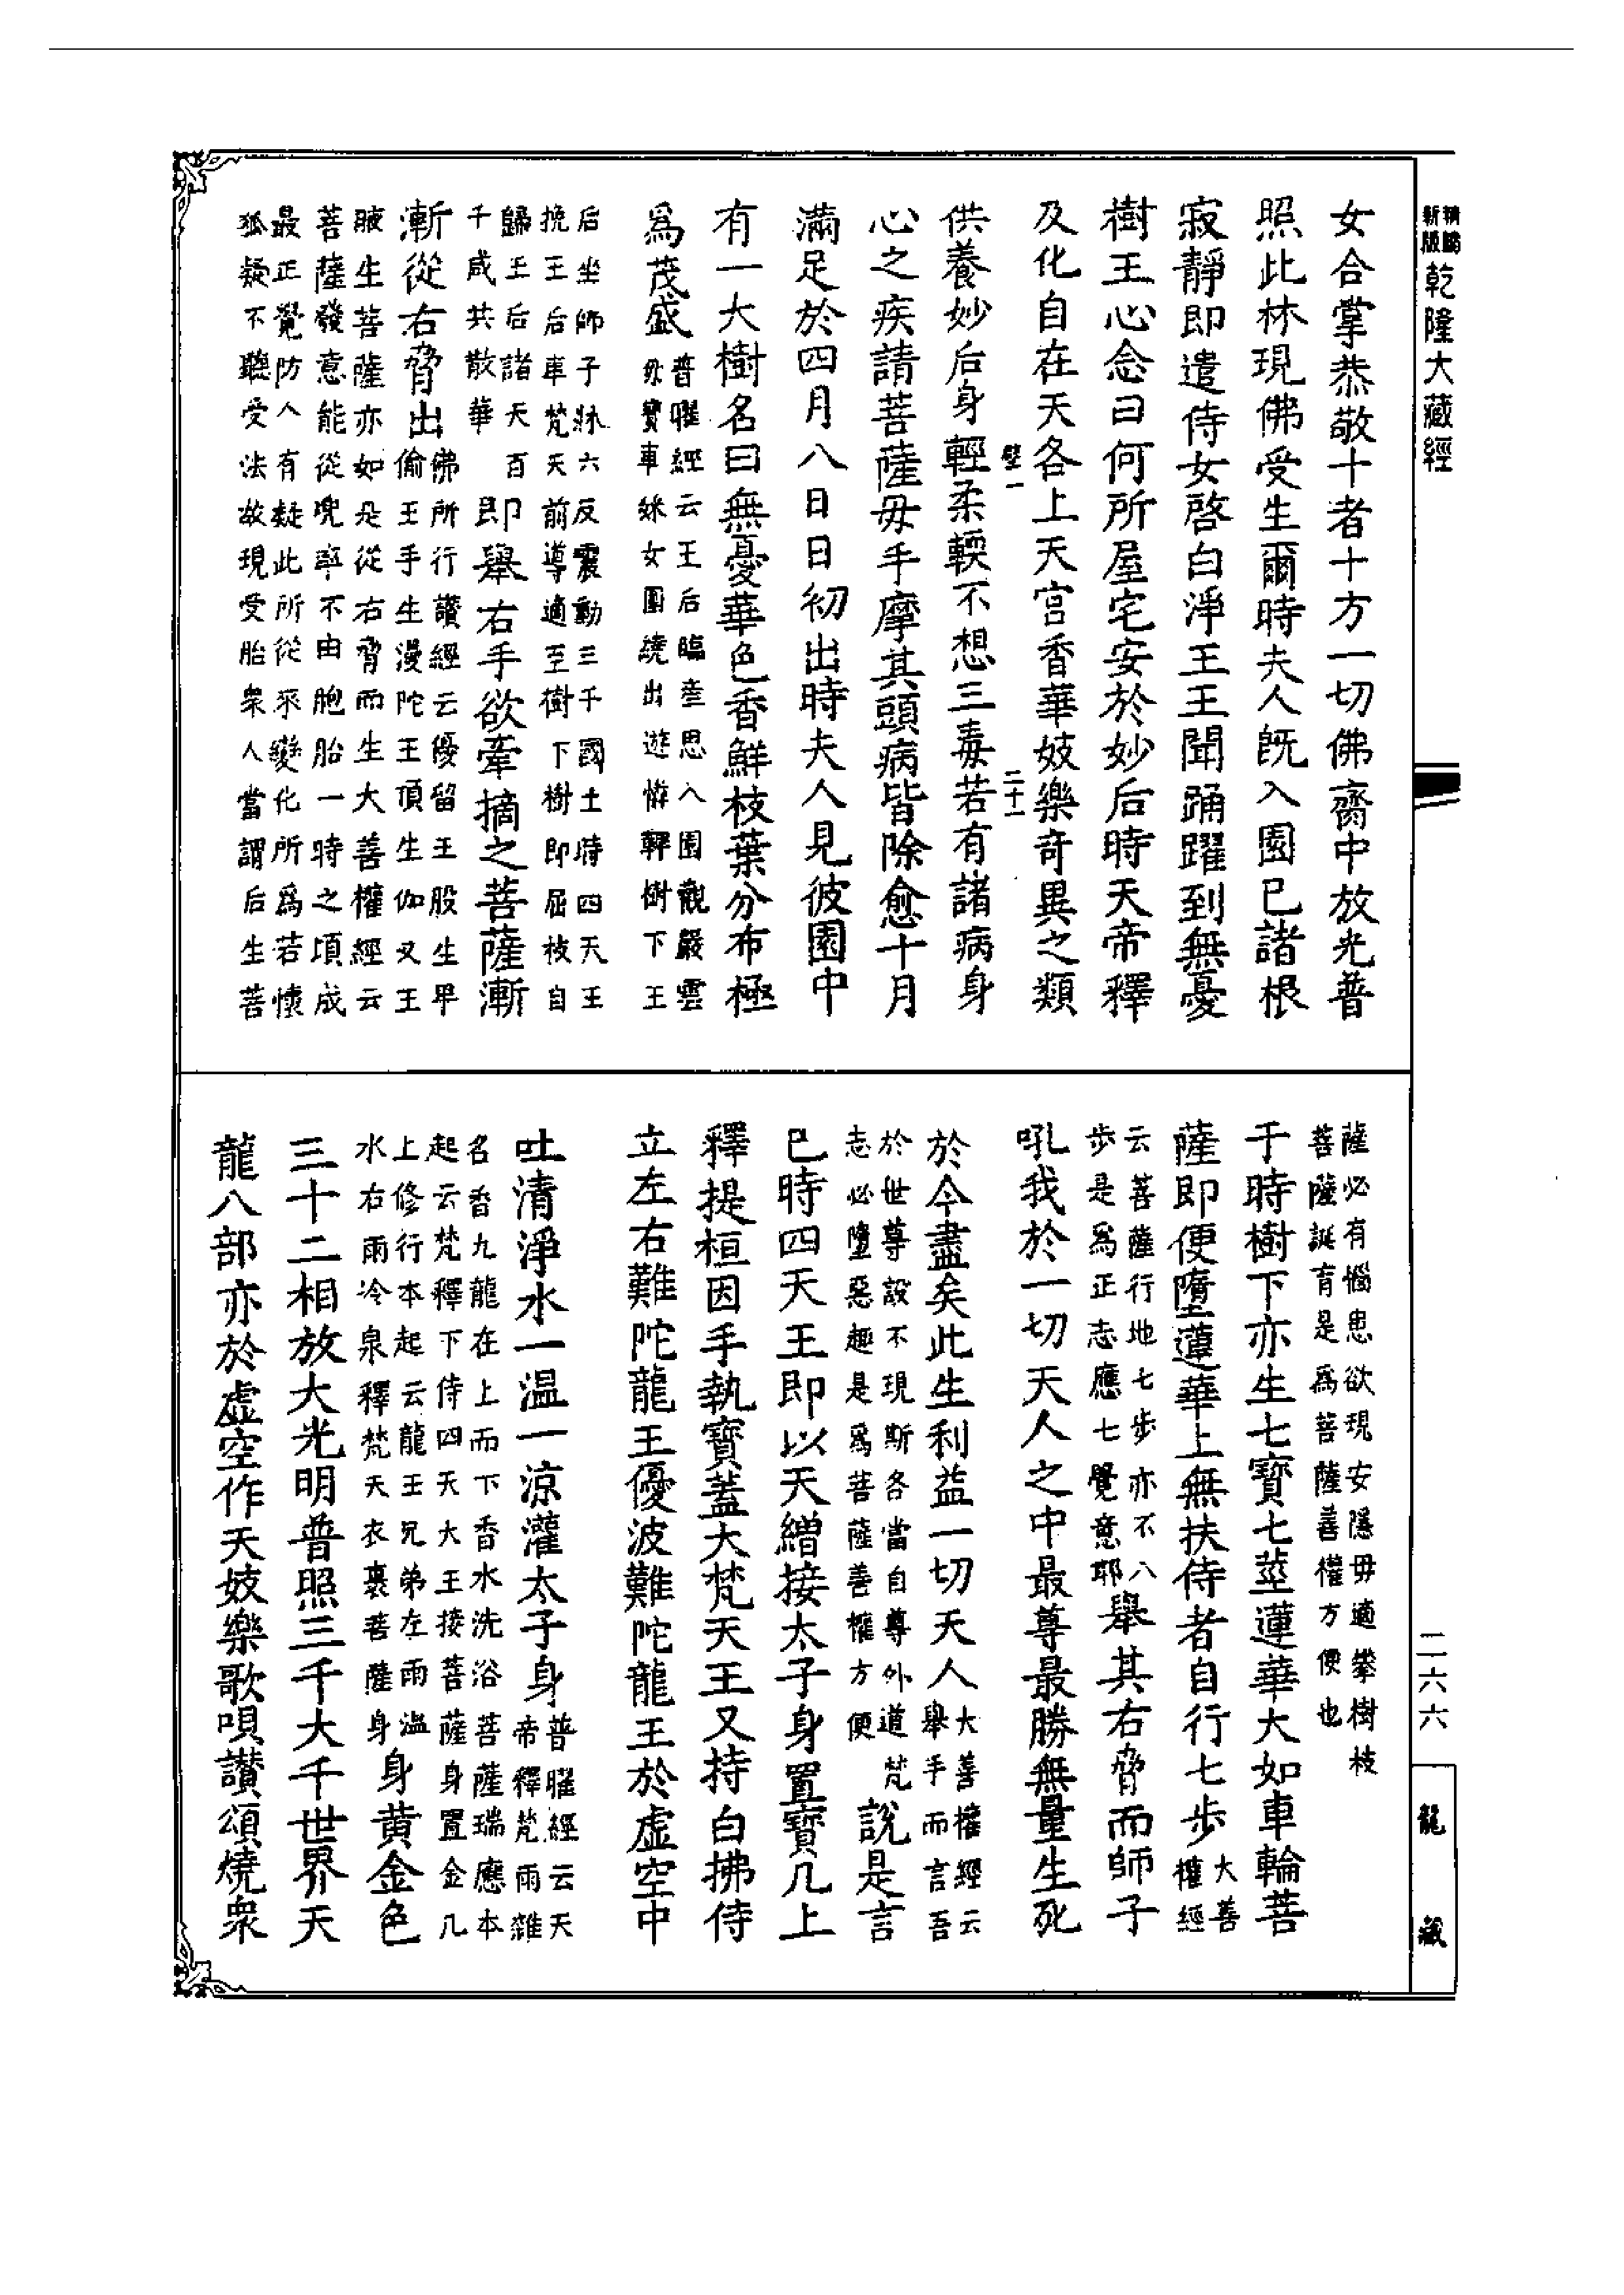 新版
精縮
乾隆大藏經
女合掌恭敬十者十方一切佛齋中放光普
照此林現佛受生爾時夫人既入園已諸根
寂靜即遣侍女啓白淨王王聞踊躍到無憂
樹王心念曰何所屋宅安於妙后時天帝釋
及化自在天各上天宮香華妓樂奇異之類
供養妙后身輕柔輭不想三毒若有諸病身
壁一
二十一
心之疾請菩薩母手摩其頭病皆除愈十月
滿足於四月八日日初出時夫人見彼園中
有一大樹名曰無憂華色香鮮枝葉分布極
爲茂盛
普曜經云王后臨產思入園觀嚴雲
母寶車婇女圍繞出遊憐鞞樹下王
后坐師子牀六反震動三千國土時四天王
挽王后車梵天前導適至樹下樹即屈枝自
歸王后諸天百
千咸共散華
即舉右手欲牽摘之菩薩漸
漸從右脅出
佛所行讚經云優留王股生畀
偷王手生漫陀王頂生伽叉王
腋生菩薩亦如是從右脅而生大善權經云
菩薩發意能從兜率不由胞胎一時之頃成
最正覺防人有疑此所從來變化所爲若懷
狐疑不聽受法故現受胎衆人當謂后生菩
薩必有惱患欲現安隱母適攀樹枝
菩薩誕育是爲菩薩善權方便也
于時樹下亦生七寶七莖蓮華大如車輪菩
薩即便墮蓮華上無扶侍者自行七步
大善
權經
云菩薩行地七步亦不八
步是爲正志應七覺意耶
舉其右脅而師子
吼我於一切天人之中最尊最勝無量生死
於今盡矣此生利益一切天人
大善權經云
舉手而言吾
於世尊設不現斯各當自尊外道梵
志必墮惡趣是爲菩薩善權方便
說是言
已時四天王即以天繒接太子身置寶几上
釋提桓因手執寶蓋大梵天王又持白拂侍
立左右難陀龍王優波難陀龍王於虛空中
吐清淨水一溫一涼灌太子身
普曜經云天
帝釋梵雨雜
名香九龍在上而下香水洗浴菩薩瑞應本
起云梵釋下侍四天大王接菩薩身置金几
上修行本起云龍王兄弟左雨溫
水右雨冷泉釋梵天衣裹菩薩身
身黃金色
三十二相放大光明普照三千大千世界天
龍八部亦於虛空作天妓樂歌唄讚頌燒衆
二六六
龍藏